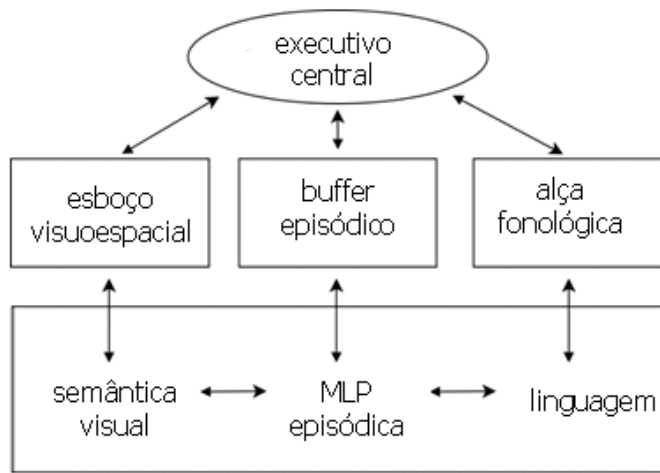 executivo
central
esboço
visuoespacial
buffer
episódico
alça
fonológica
semântica
visual
MLP
episódica
linguagem